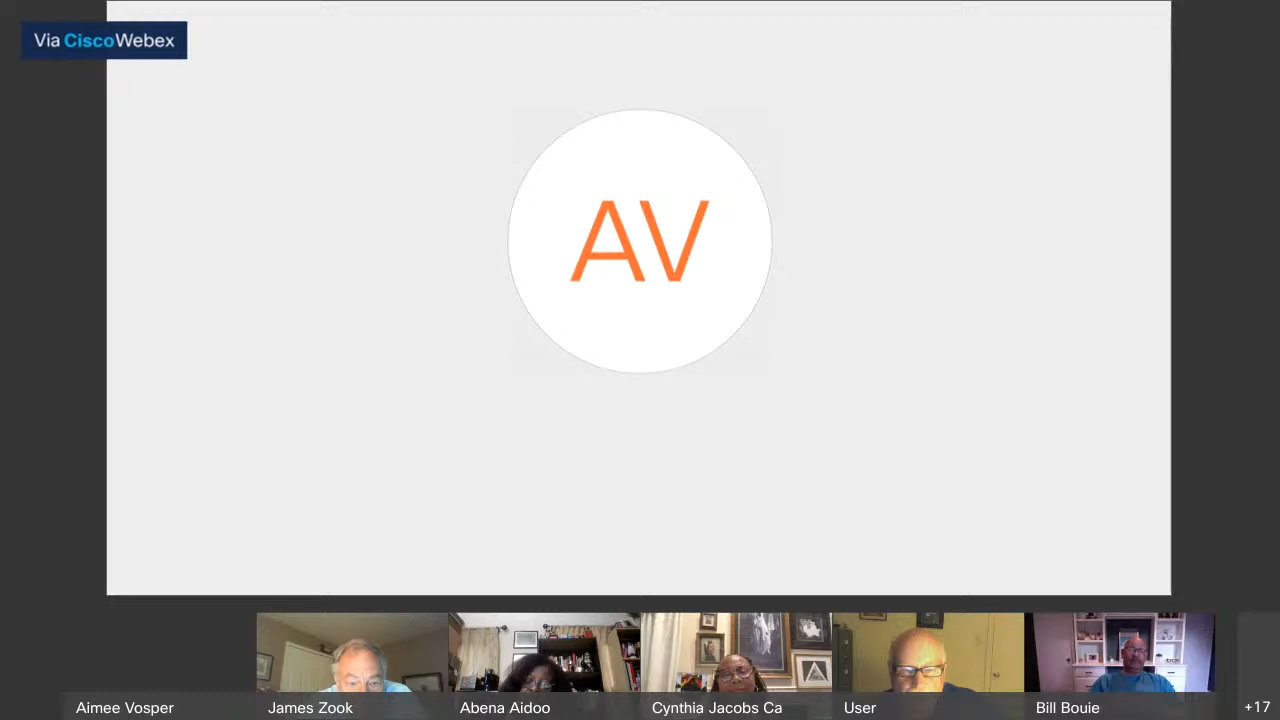 Via CiscoWebex
AV
Aimee Vosper
James Zook
Abena Aidoo
Cynthia Jacobs Ca
User
Bill Bouie
+17